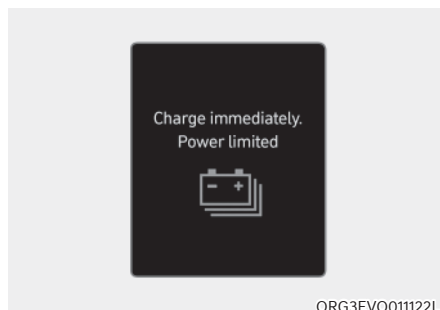 Charge immediately.
Power limited
- +
ORG3EVQ011122L